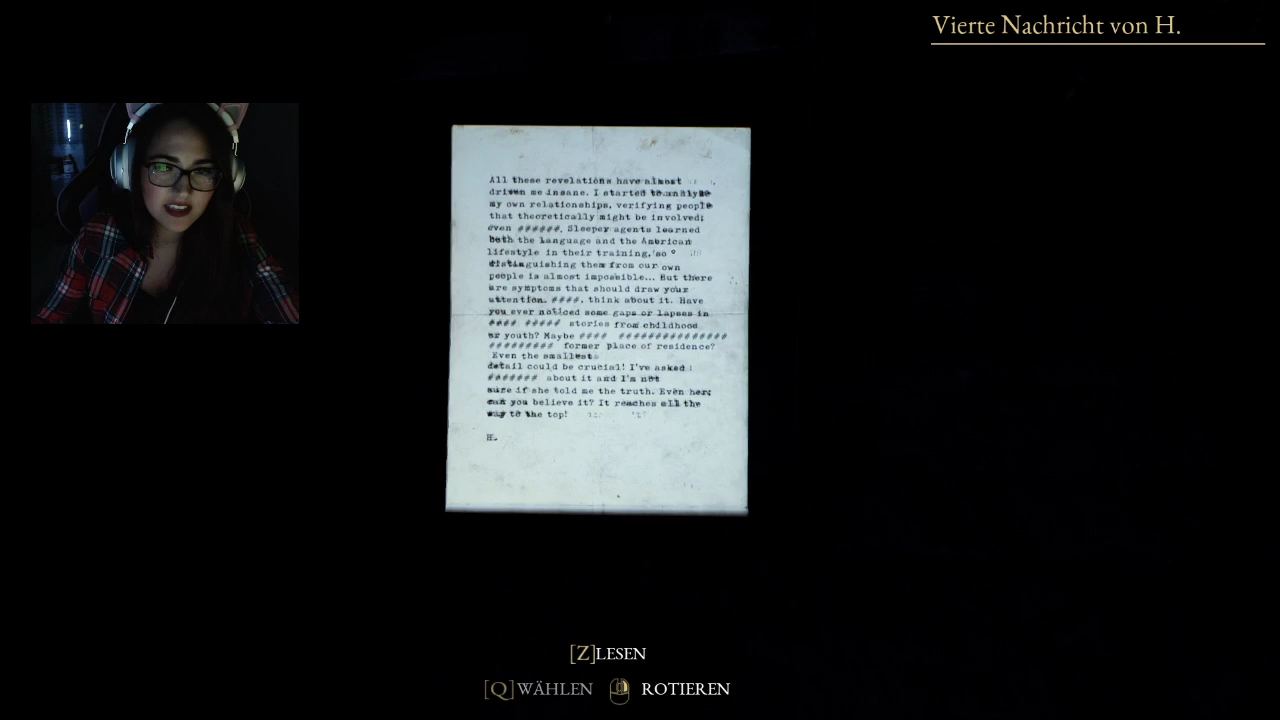 Vierte Nachricht von H.
All these revelations have almost
driven me insane. I started to analyze
my own relationships, verifying people
that theoretically might be involved;
even ######. Sleeper agents learned
both the language and the American
lifestyle in their training, so
distinguishing them from our own
people is almost impossible... But there
are symptoms that should draw your
attention. ####, think about it. Have
you ever noticed some gaps or lapses in
#### ##### stories from childhood
or youth? Maybe #### ###############
######### former place of residence?
Even the smallest
detail could be crucial! I've asked
####### about it and I'm not
sure if she told me the truth. Even her;
can you believe it? It reaches all the
way to the top!
H.
[Z]LESEN
[Q]WÄHLEN ROTIEREN